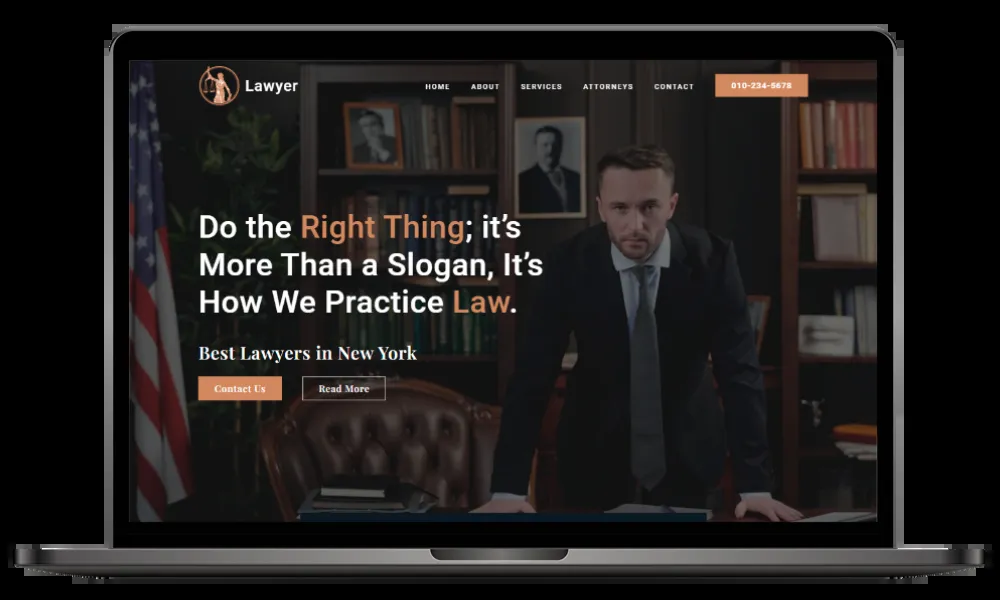 Lawyer
HOME ABOUT SERVICES ATTORNEYS CONTACT 010-234-5678
Do the Right Thing; it’s
More Than a Slogan, It’s
How We Practice Law.
Best Lawyers in New York
Contact Us Read More